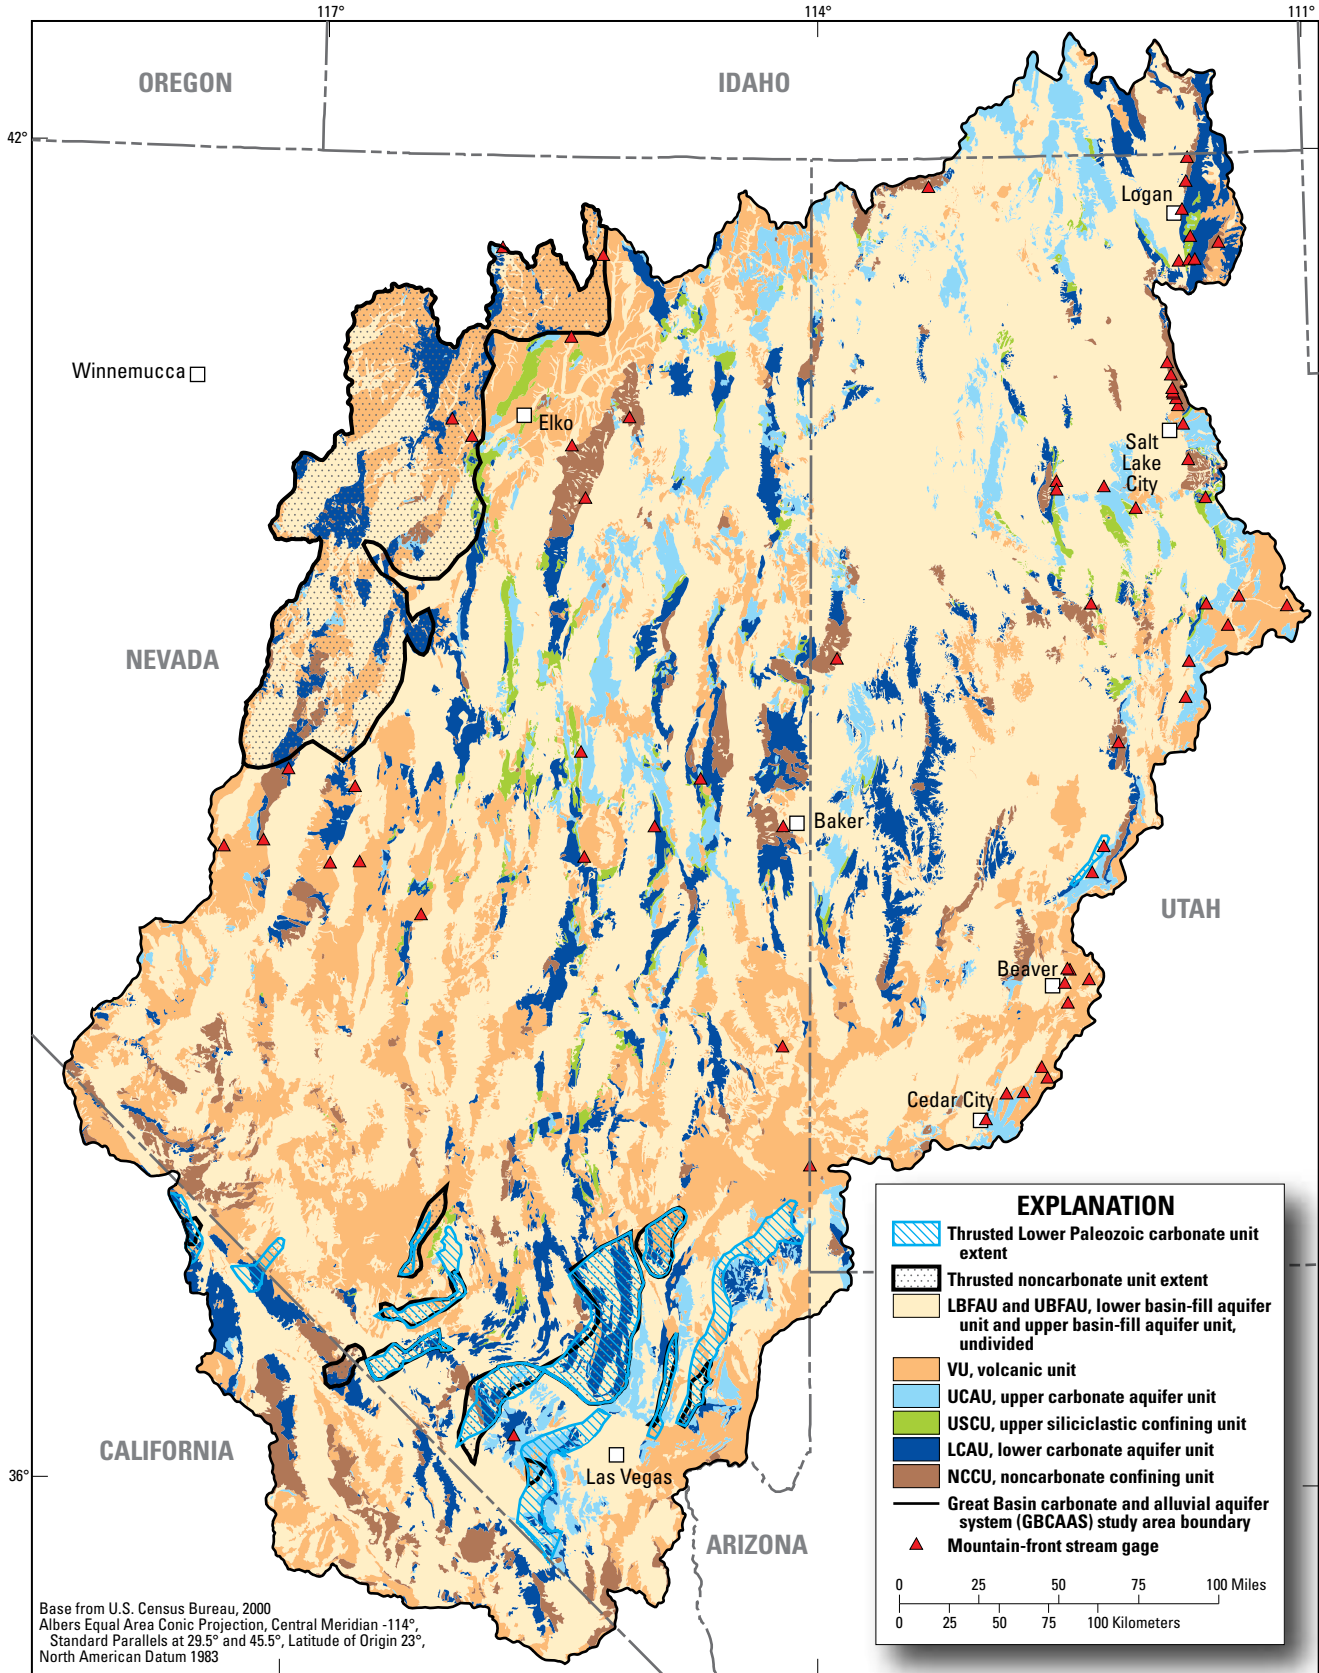 117°
114°
111°
OREGON
IDAHO
42°
Logan
Winnemucca
Elko
Salt
Lake
City
NEVADA
Baker
UTAH
Beaver
Cedar City
EXPLANATION
Thrusted Lower Paleozoic carbonate unit
extent
Thrusted noncarbonate unit extent
LBFAU and UBFAU, lower basin-fill aquifer
unit and upper basin-fill aquifer unit,
undivided
VU, volcanic unit
UCAU, upper carbonate aquifer unit
USCU, upper siliciclastic confining unit
LCAU, lower carbonate aquifer unit
NCCU, noncarbonate confining unit
Great Basin carbonate and alluvial aquifer
system (GBCAAS) study area boundary
Mountain-front stream gage
0 25 50 75 100 Miles
0 25 50 75 100 Kilometers
CALIFORNIA
36°
Las Vegas
ARIZONA
Base from U.S. Census Bureau, 2000
Albers Equal Area Conic Projection, Central Meridian -114°,
Standard Parallels at 29.5° and 45.5°, Latitude of Origin 23°,
North American Datum 1983